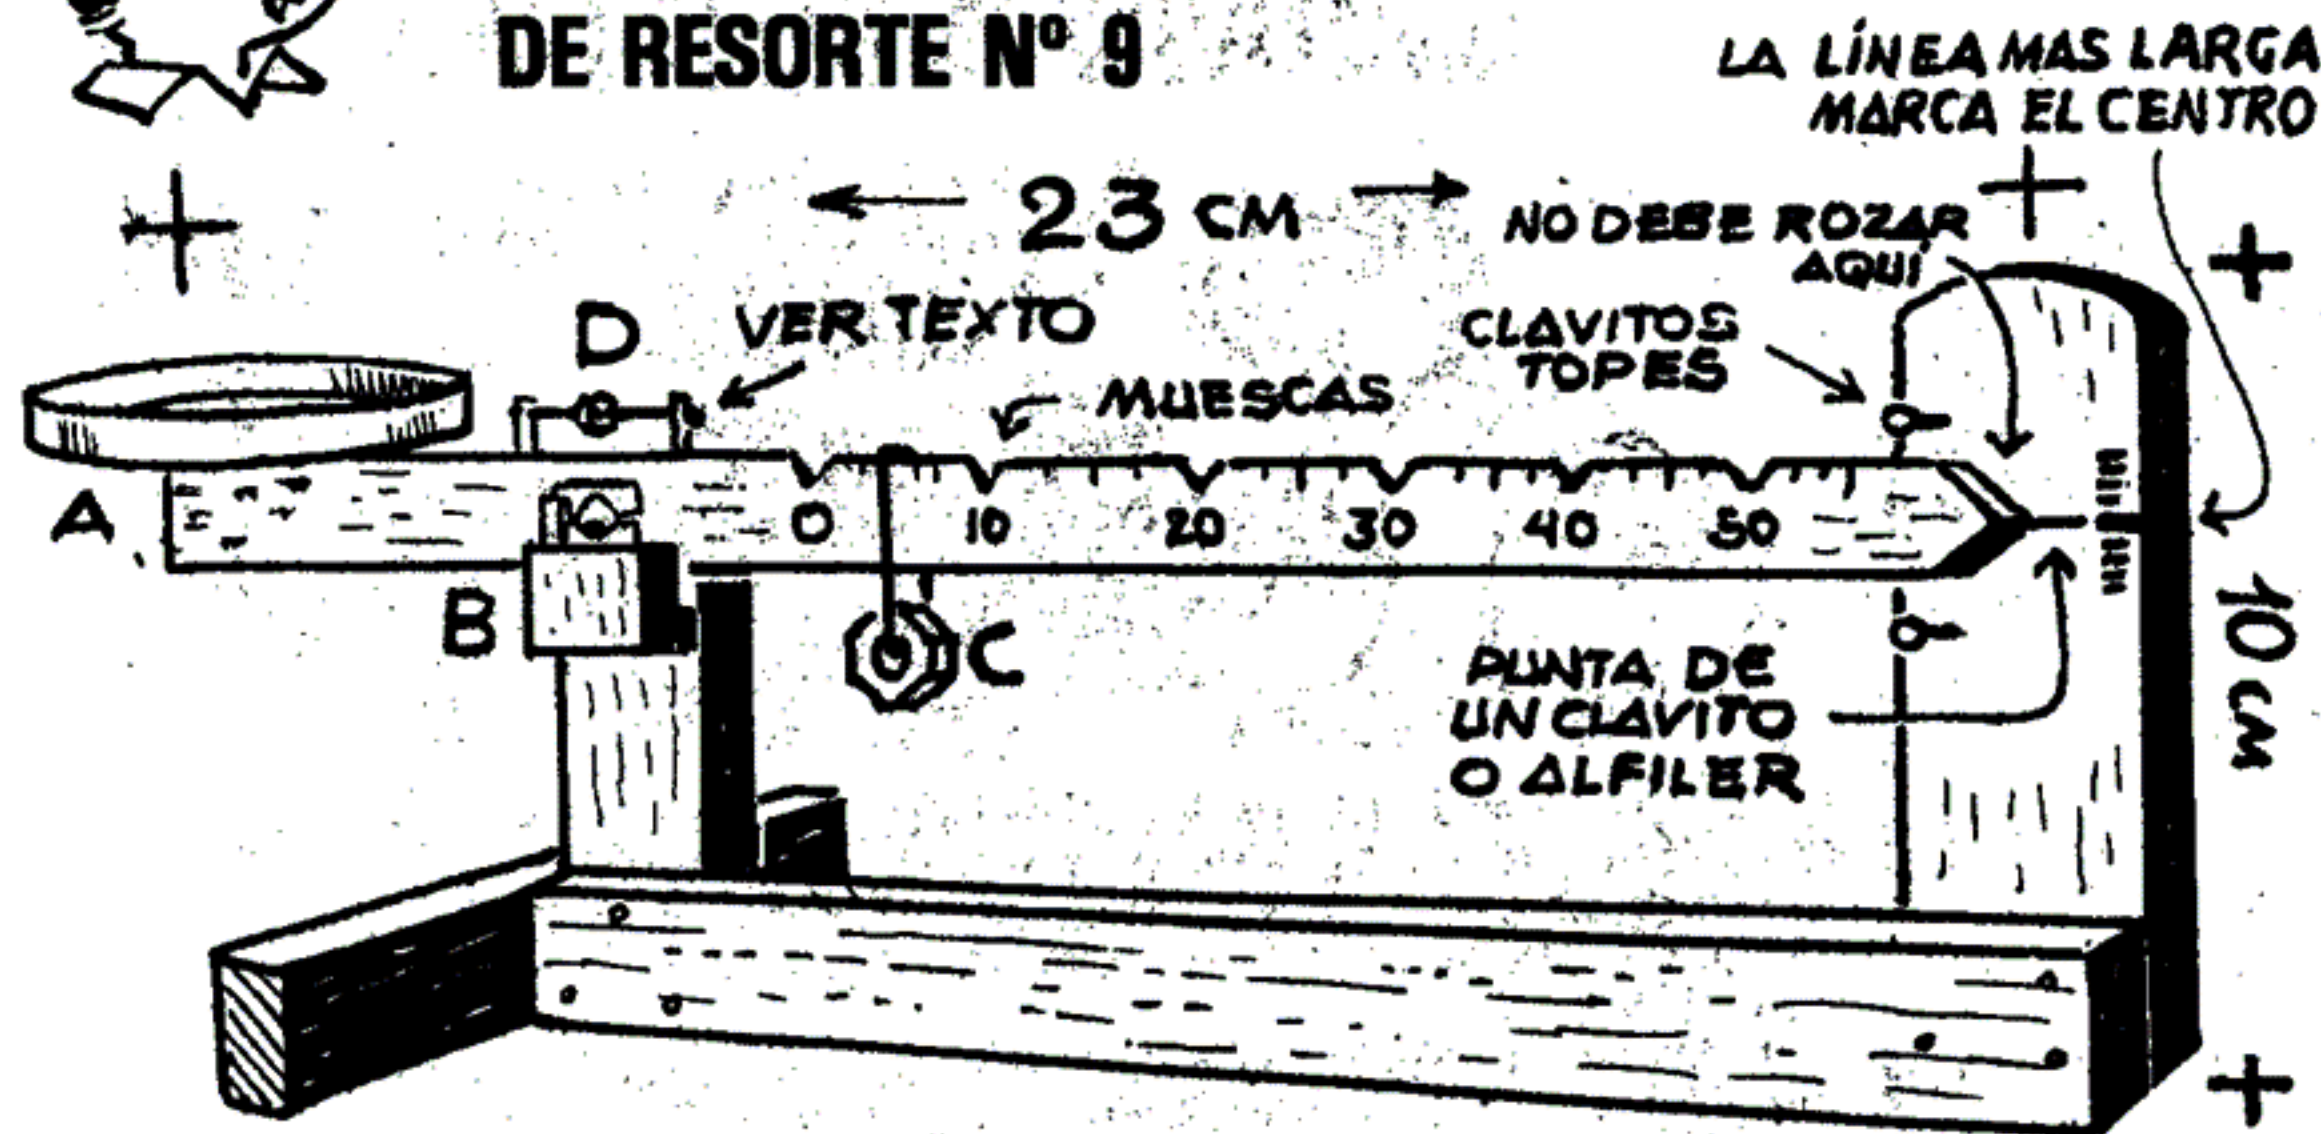 DE RESORTE Nº 9
LA LÍNEA MAS LARGA
MARCA EL CENTRO
23 CM
NO DEBE ROZAR
AQUÍ
D
VER TEXTO
CLAVITOS
TOPES
MUESCAS
A
0 10 20 30 40 50
B
C
10 CM
PUNTA DE
UN CLAVITO
O ALFILER